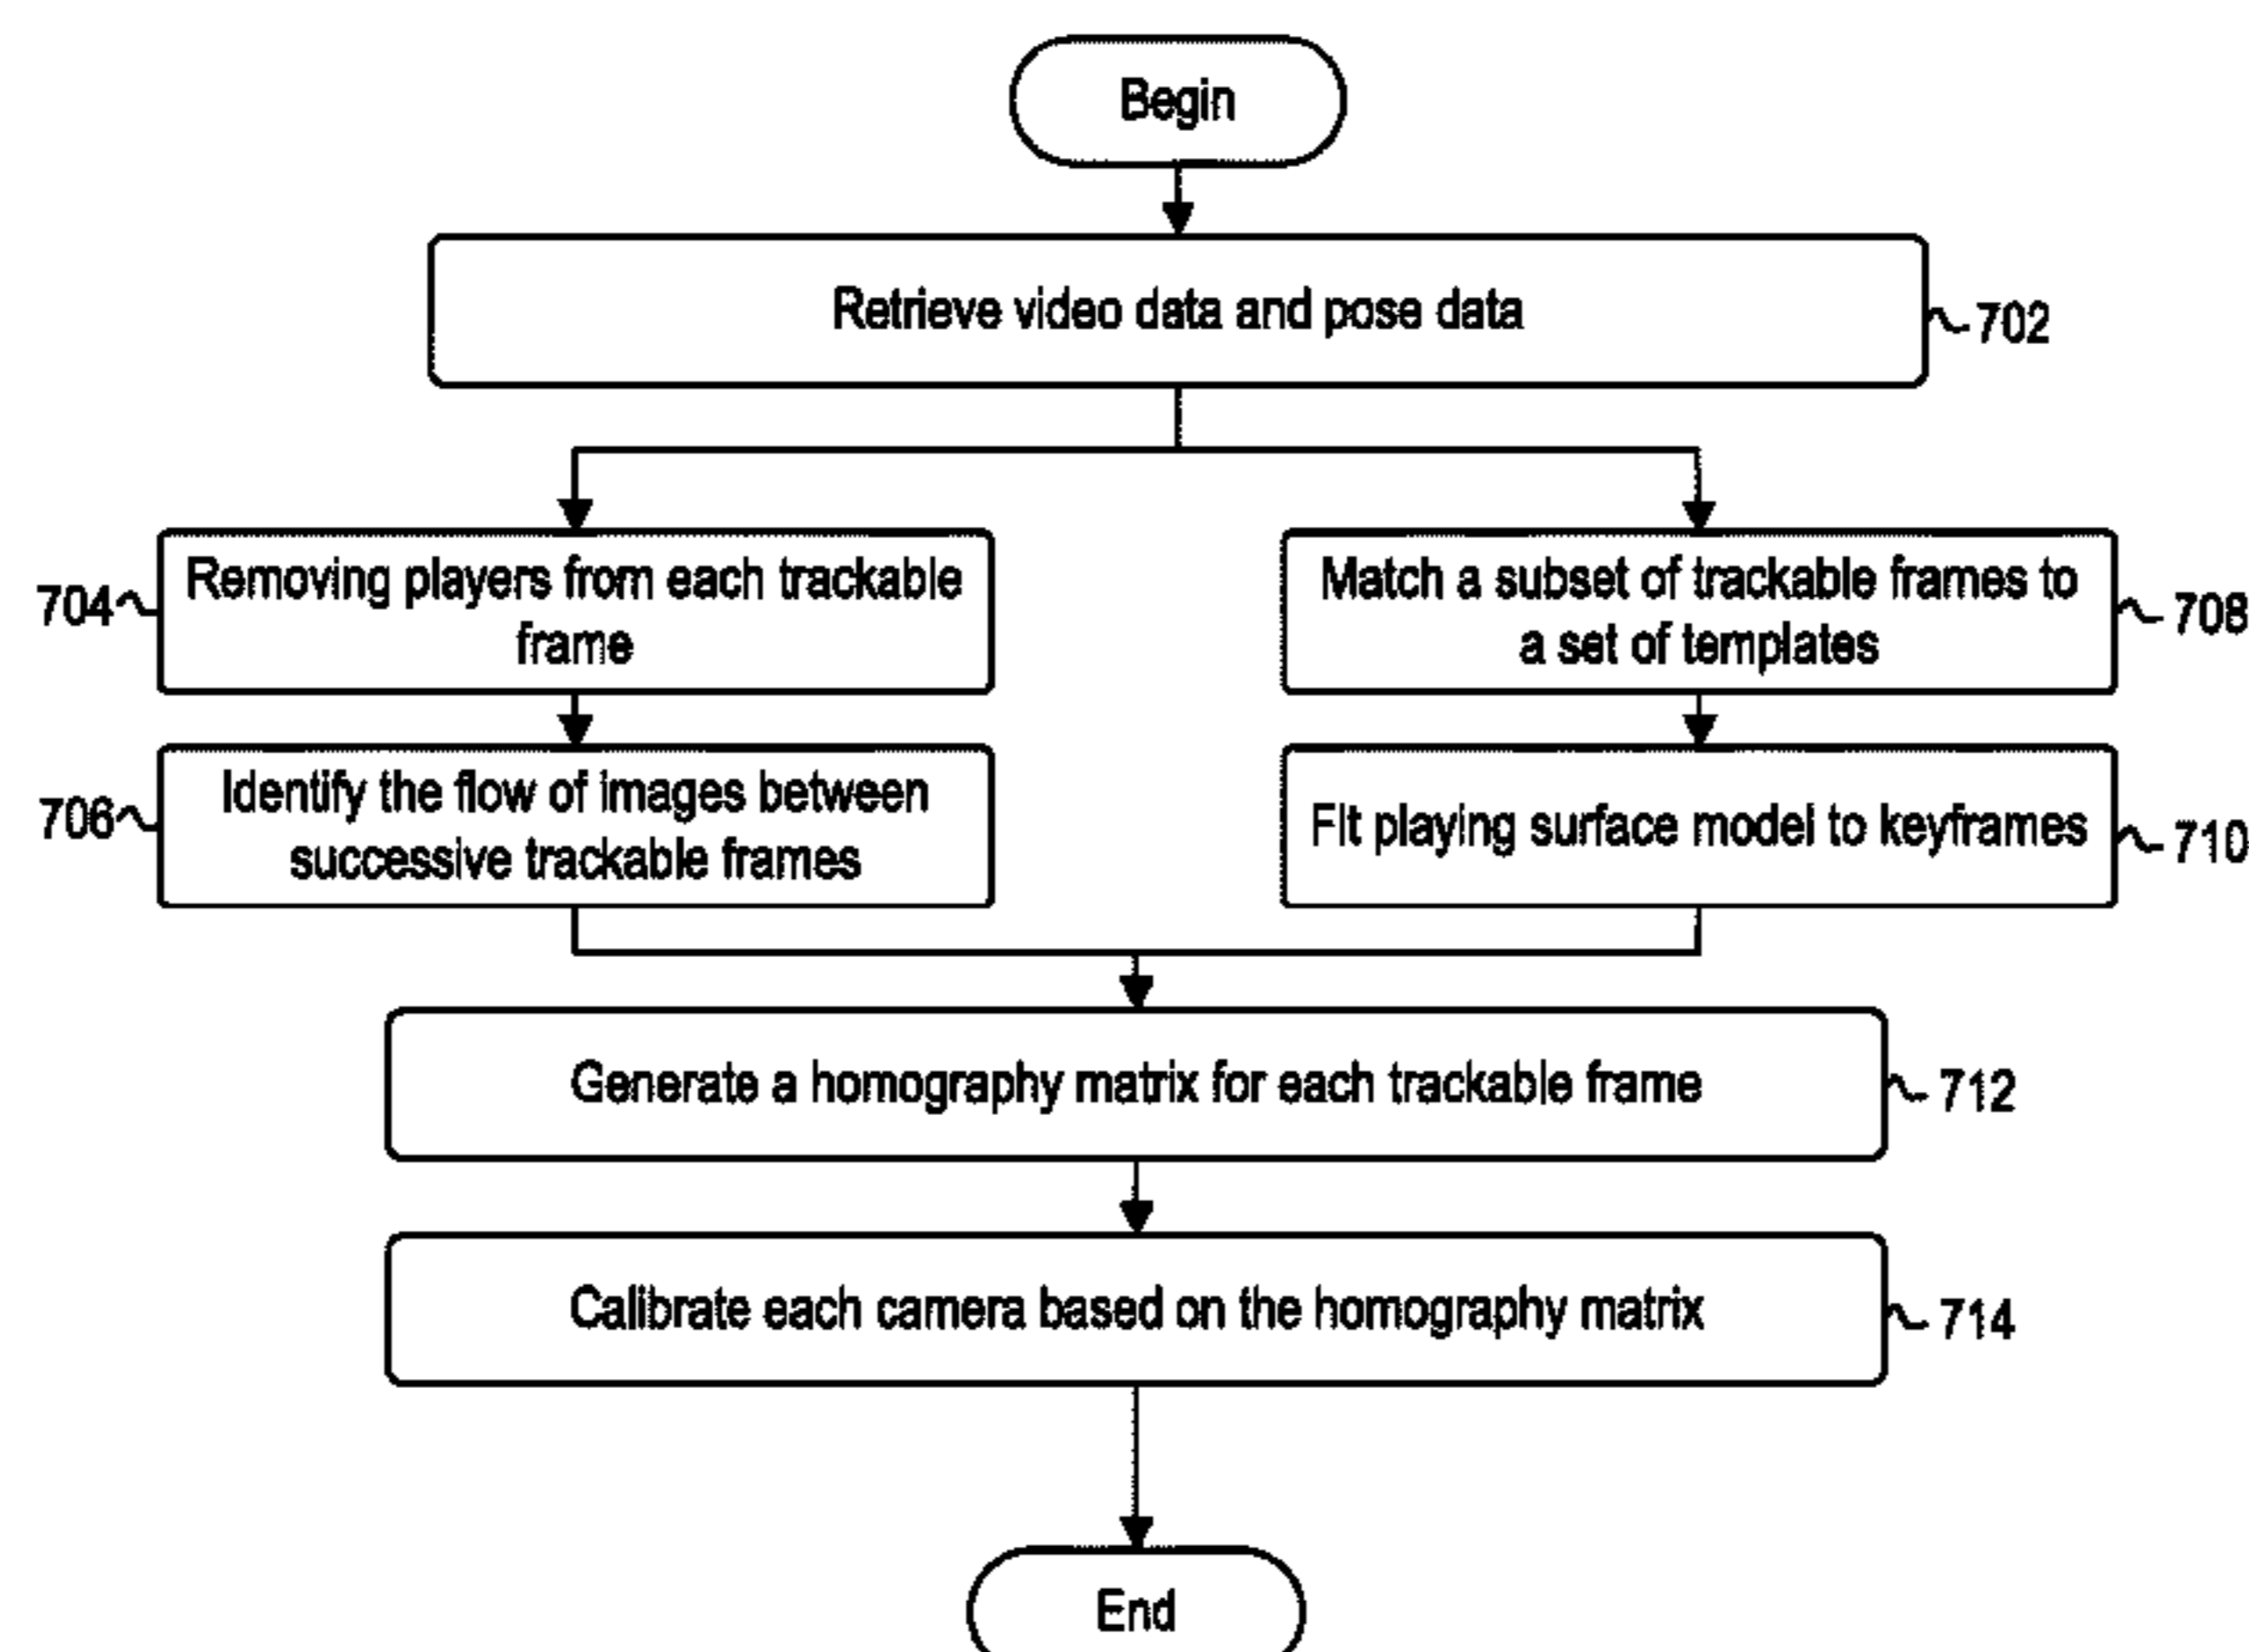 Begin
Retrieve video data and pose data
702
704
Removing players from each trackable
frame
Match a subset of trackable frames to
a set of templates
708
706
Identify the flow of images between
successive trackable frames
Fit playing surface model to keyframes
710
Generate a homography matrix for each trackable frame
712
Calibrate each camera based on the homography matrix
714
End